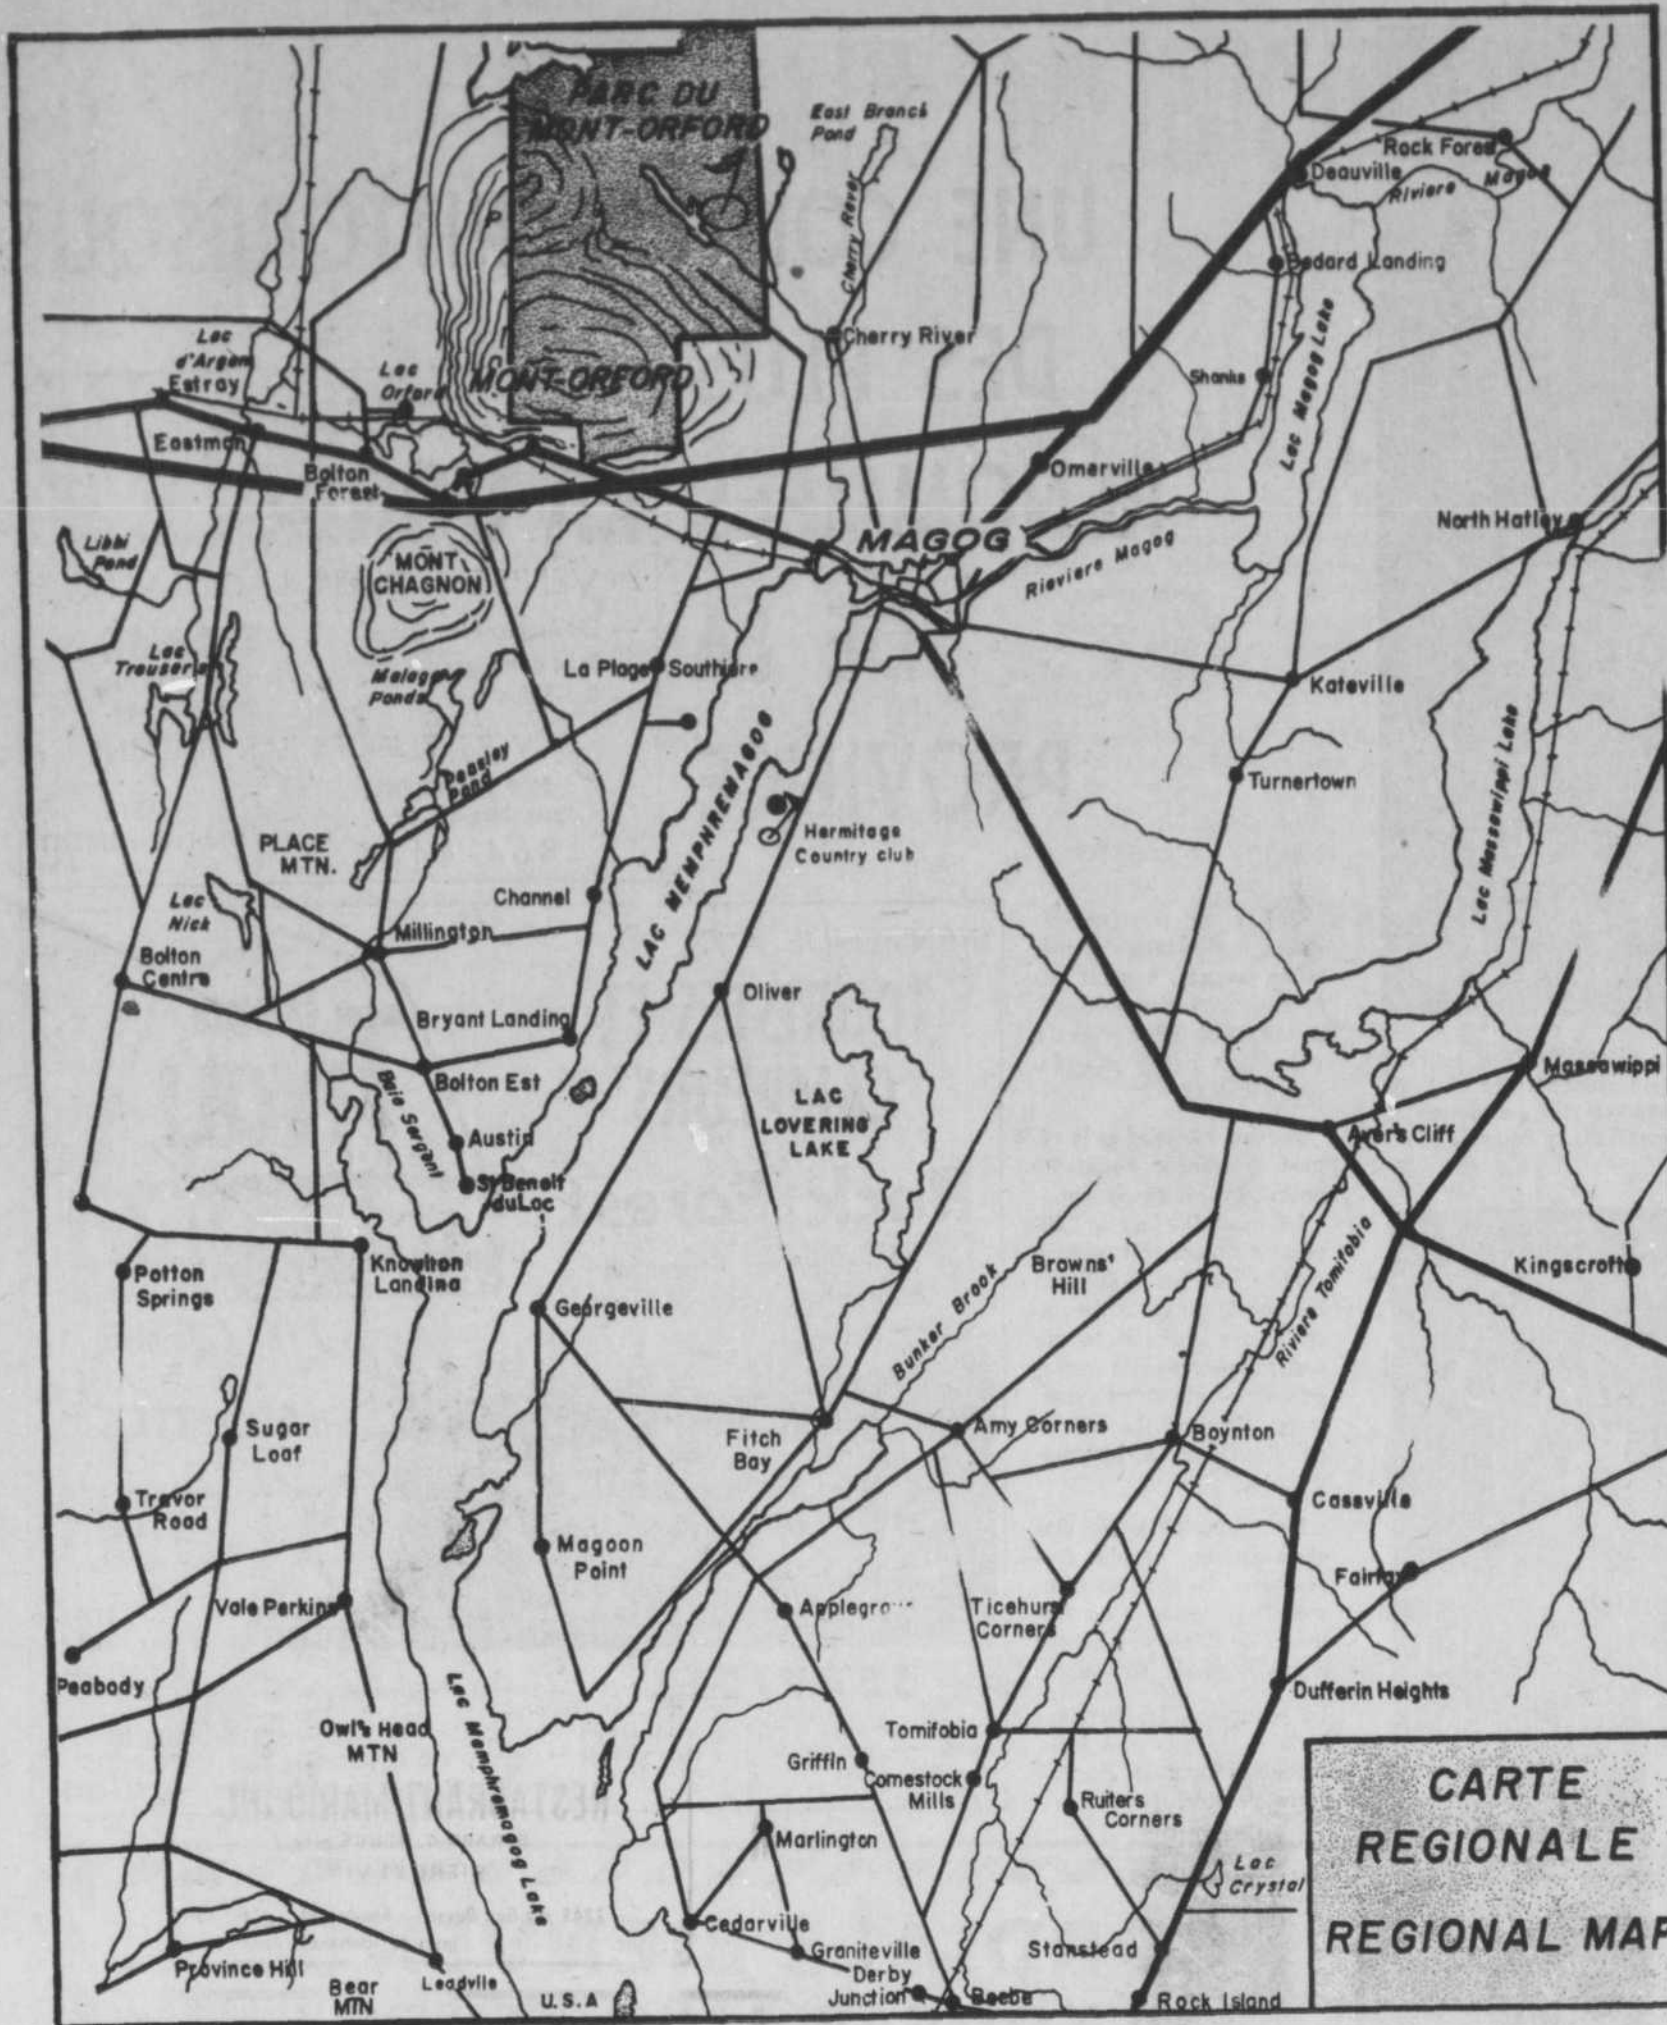 PARC DU
MONT-ORFORD
East Branch
Pond
Cherry River
Rock Forest
Deauville
Riviere Magog
Bedard Landing
Cherry River
Lac
d'Argent
Estray
Lac
Orford
MONT-ORFORD
Shanks
Lac Magog Lake
Eastman
Bolton
Forest
Omerville
North Hatley
MAGOG
Rieviere Magog
Libbi
Pond
MONT
CHAGNON
Lac
Trousers
Malaga
Ponds
La Plage Southiere
Kateville
Peasley
Pond
LAC MEMPHREMAGOG
Turnertown
Lac Massawippi Lake
PLACE
MTN.
Hermitage
Country club
Lac
Nick
Channel
Millington
Bolton
Centre
Oliver
Bryant Landing
Bolton Est
LAC
LOVERING
LAKE
Massawippi
Baie Sargent
Austin
Ayer's Cliff
St Benoit
du Lac
Knowlton
Landing
Potton
Springs
Georgeville
Bunker Brook
Browns'
Hill
Riviere Tomifobia
Kingscroft
Sugar
Loaf
Fitch
Bay
Amy Corners
Boynton
Trevor
Road
Cassville
Magoon
Point
Fairfax
Vale Perkins
Ticehurst
Corners
Peabody
Dufferin Heights
Owl's Head
MTN
Lac Memphremagog Lake
Tomifobia
Griffin
Comestock
Mills
Ruiters
Corners
Marlington
Lac
Crystal
CARTE
REGIONALE
REGIONAL MAP
Cedarville
Graniteville
Stanstead
Province Hill
Derby
Junction
Beebe
Rock Island
Bear
MTN
Leadville
U.S.A